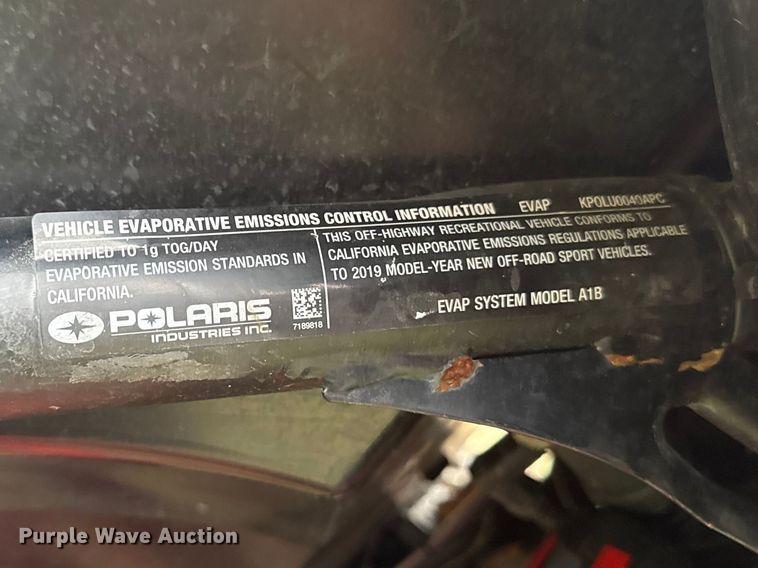 VEHICLE EVAPORATIVE EMISSIONS CONTROL INFORMATION EVAP KPOLU0040APC
CERTIFIED TO 1g TOG/DAY
EVAPORATIVE EMISSION STANDARDS IN
CALIFORNIA.
THIS OFF-HIGHWAY RECREATIONAL VEHICLE CONFORMS TO
CALIFORNIA EVAPORATIVE EMISSIONS REGULATIONS APPLICABLE
TO 2019 MODEL-YEAR NEW OFF-ROAD SPORT VEHICLES.
POLARIS
INDUSTRIES INC.
7189818
EVAP SYSTEM MODEL A1B
Purple Wave Auction